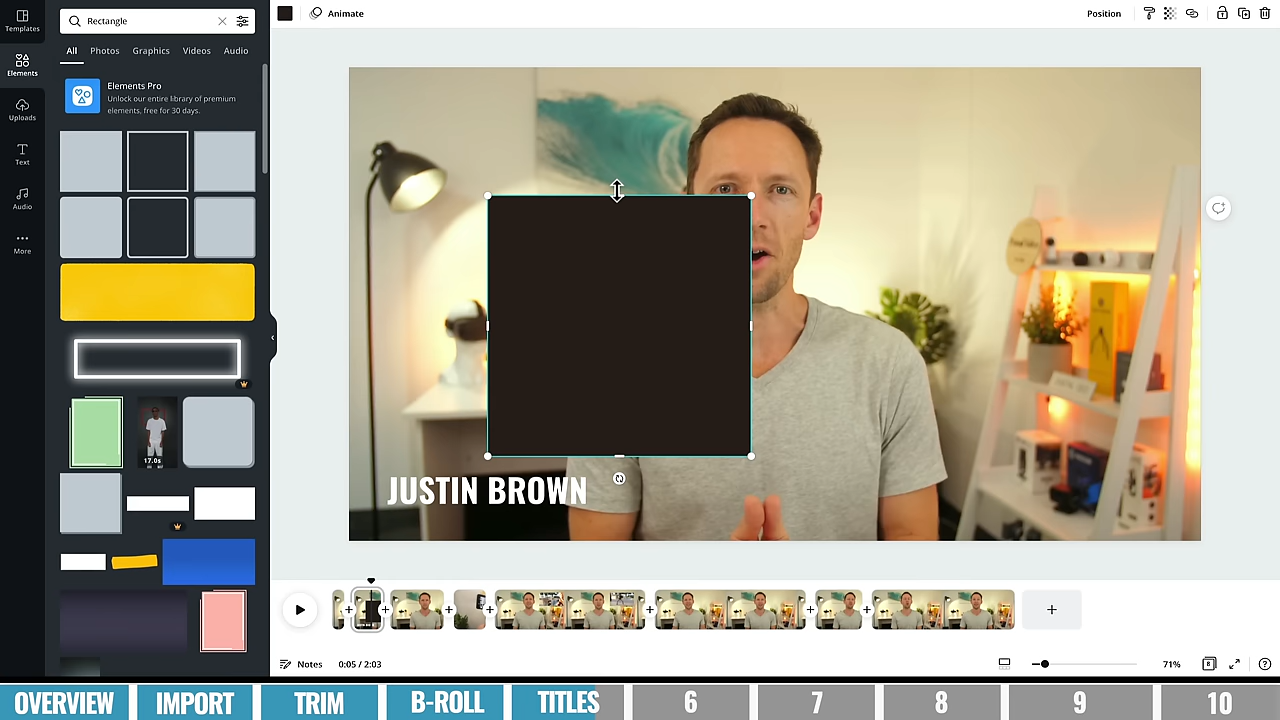 Templates
Elements
Uploads
Text
Audio
More
Rectangle
All Photos Graphics Videos Audio
Elements Pro
Unlock our entire library of premium
elements, free for 30 days.
17.0s
Animate
Position
JUSTIN BROWN
Notes
0:05 / 2:03
71%
8
OVERVIEW
IMPORT
TRIM
B-ROLL
TITLES
6
7
8
9
10